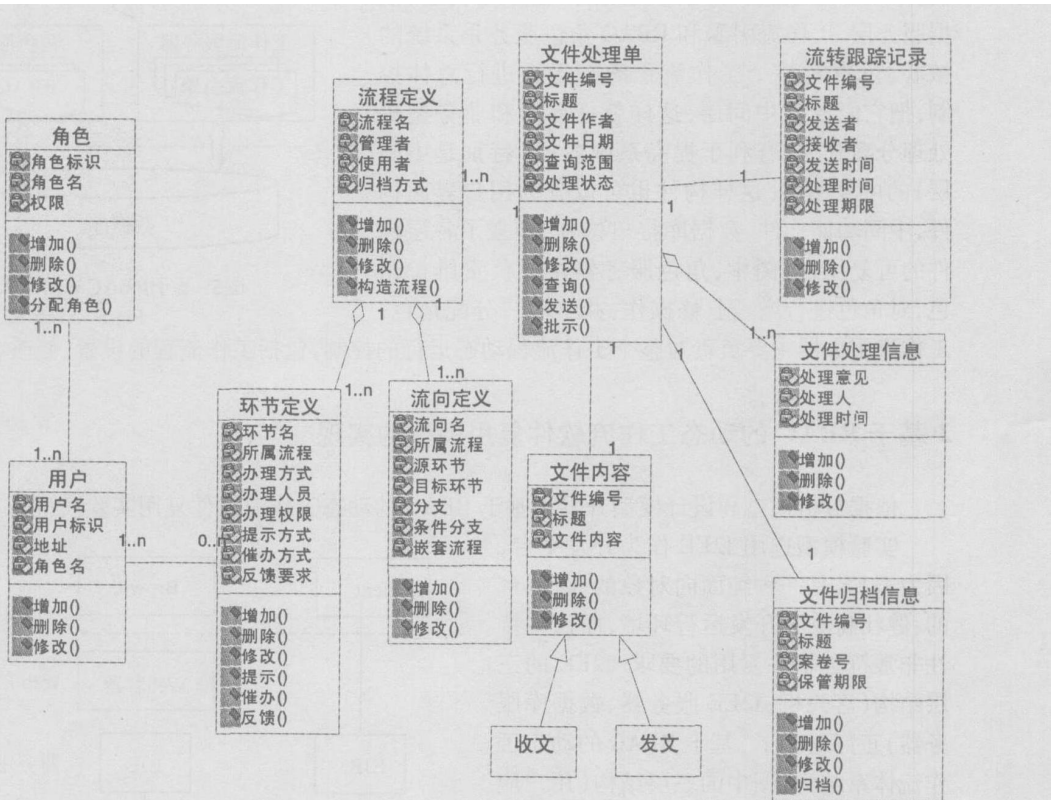 角色
角色标识
角色名
权限
增加()
删除()
修改()
分配角色()
1..n
1..n
用户
用户名
用户标识
地址
角色名
增加()
删除()
修改()
1..n
0..n
流程定义
流程名
管理者
使用者
归档方式
增加()
删除()
修改()
构造流程()
1..n
1
1
1
1..n
1..n
环节定义
环节名
所属流程
办理方式
办理人员
办理权限
提示方式
催办方式
反馈要求
增加()
删除()
修改()
提示()
催办()
反馈()
流向定义
流向名
所属流程
源环节
目标环节
分支
条件分支
嵌套流程
增加()
删除()
修改()
文件处理单
文件编号
标题
文件作者
文件日期
查询范围
处理状态
增加()
删除()
修改()
查询()
发送()
批示()
1
1
1
1
1
文件内容
文件编号
标题
文件内容
增加()
删除()
修改()
收文
发文
流转跟踪记录
文件编号
标题
发送者
接收者
发送时间
处理时间
处理期限
增加()
删除()
修改()
1
1..n
文件处理信息
处理意见
处理人
处理时间
增加()
删除()
修改()
1
文件归档信息
文件编号
标题
案卷号
保管期限
增加()
删除()
修改()
归档()